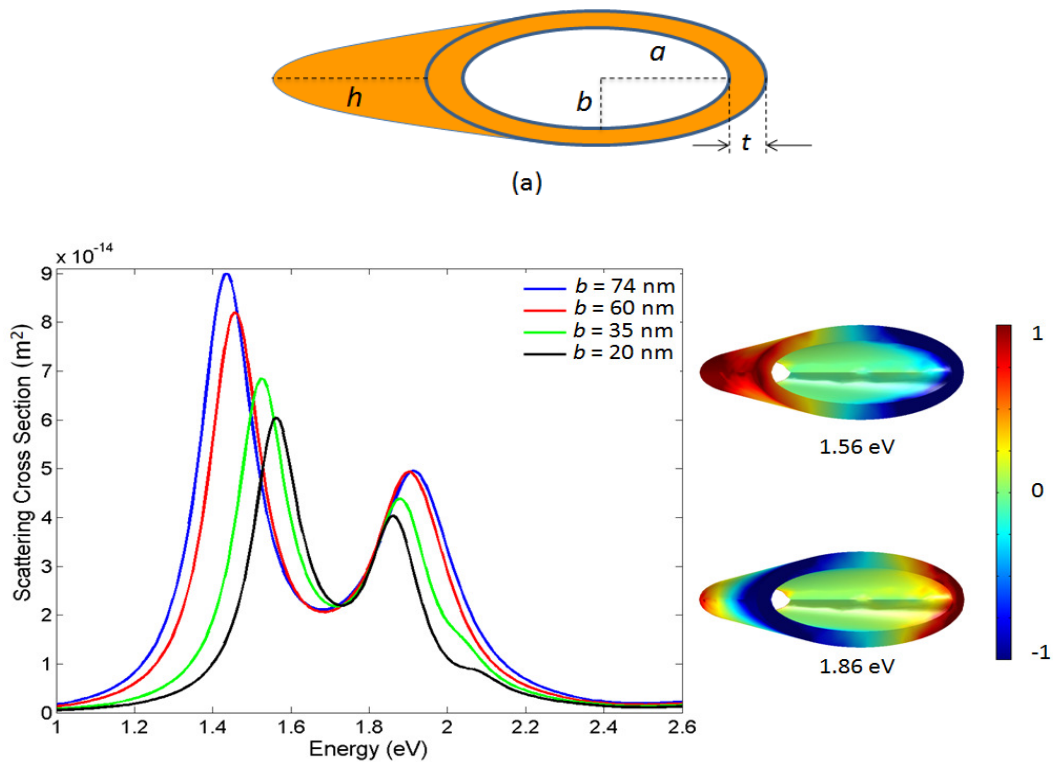 a
b
h
t
(a)
x 10^-14
9
8
7
6
5
4
3
2
1
0
Scattering Cross Section (m²)
1 1.2 1.4 1.6 1.8 2 2.2 2.4 2.6
Energy (eV)
b = 74 nm
b = 60 nm
b = 35 nm
b = 20 nm
1.56 eV
1.86 eV
1
0
-1